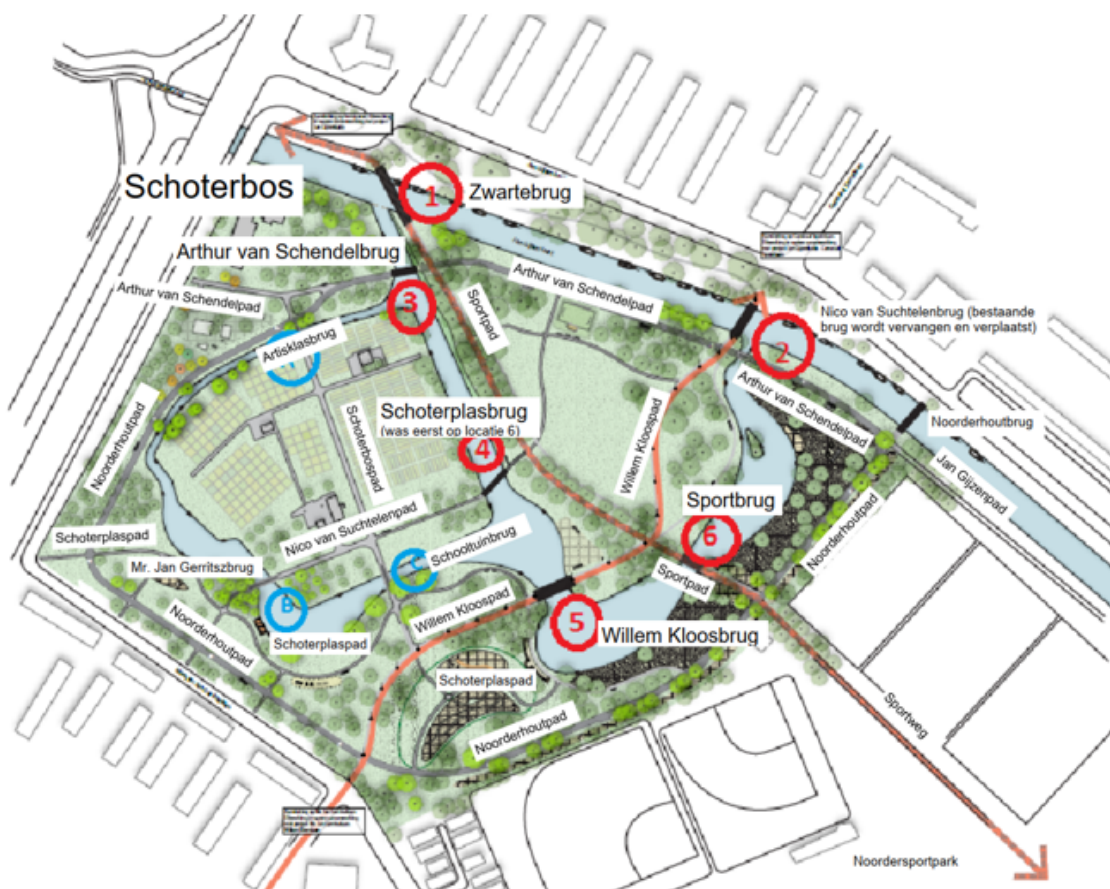 Schoterbos
1
Zwartebrug
Arthur van Schendelbrug
Arthur van Schendelpad
3
Sportpad
Arthur van Schendelpad
Nico van Suchtelenbrug (bestaande
brug wordt vervangen en verplaatst)
2
Artisklasbrug
Arthur van Schendelpad
Noorderhoutbrug
Noorderhoutpad
Schoterbospad
Schoterplasbrug
(was eerst op locatie 6)
4
Willem Kloospad
Jan Gijzenpad
Sportbrug
6
Noorderhoutpad
Schoterplaspad
Nico van Suchtelenpad
Schooltuinbrug
C
Mr. Jan Gerritszbrug
B
Sportpad
Willem Kloospad
5
Willem Kloosbrug
Noorderhoutpad
Schoterplaspad
Schoterplaspad
Noorderhoutpad
Sportweg
Noordersportpark